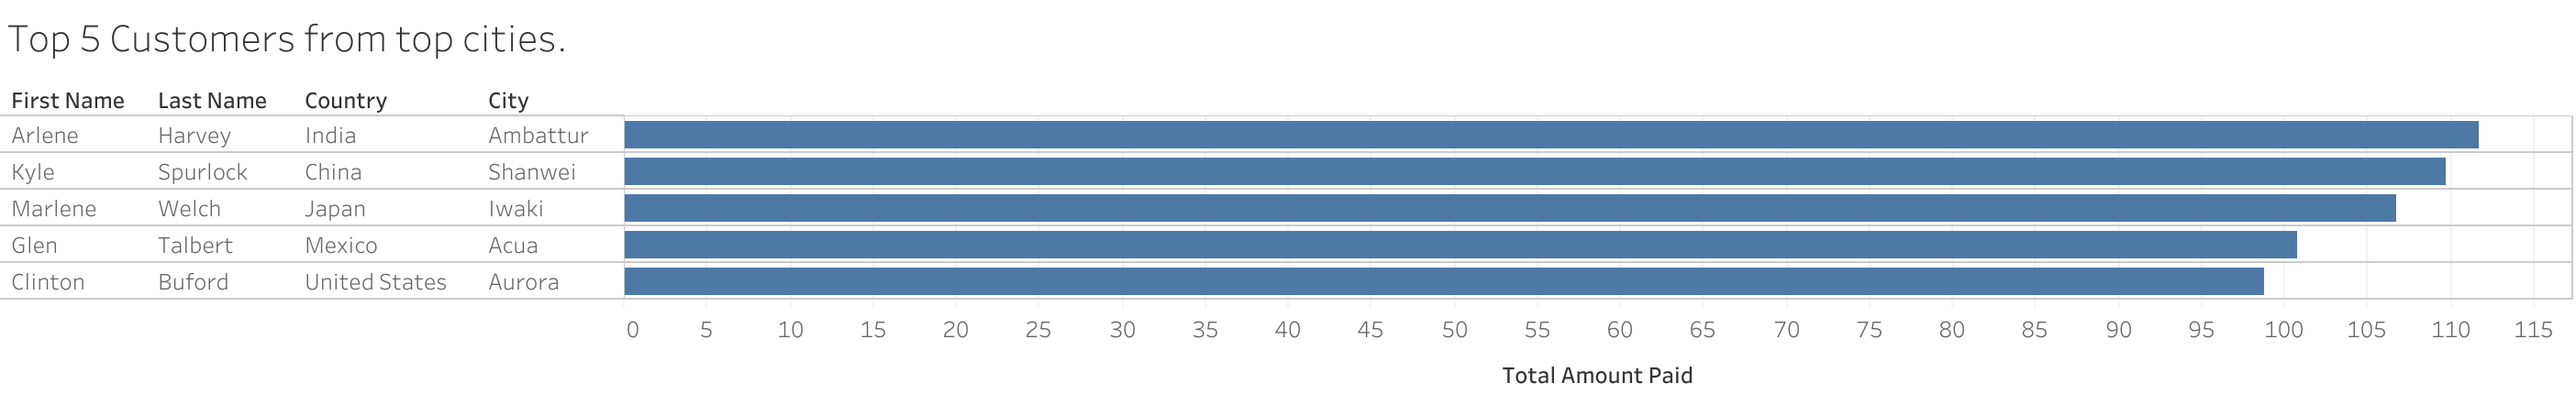 Top 5 Customers from top cities.
First Name Last Name Country City
Arlene Harvey India Ambattur
Kyle Spurlock China Shanwei
Marlene Welch Japan Iwaki
Glen Talbert Mexico Acua
Clinton Buford United States Aurora
0 5 10 15 20 25 30 35 40 45 50 55 60 65 70 75 80 85 90 95 100 105 110 115
Total Amount Paid